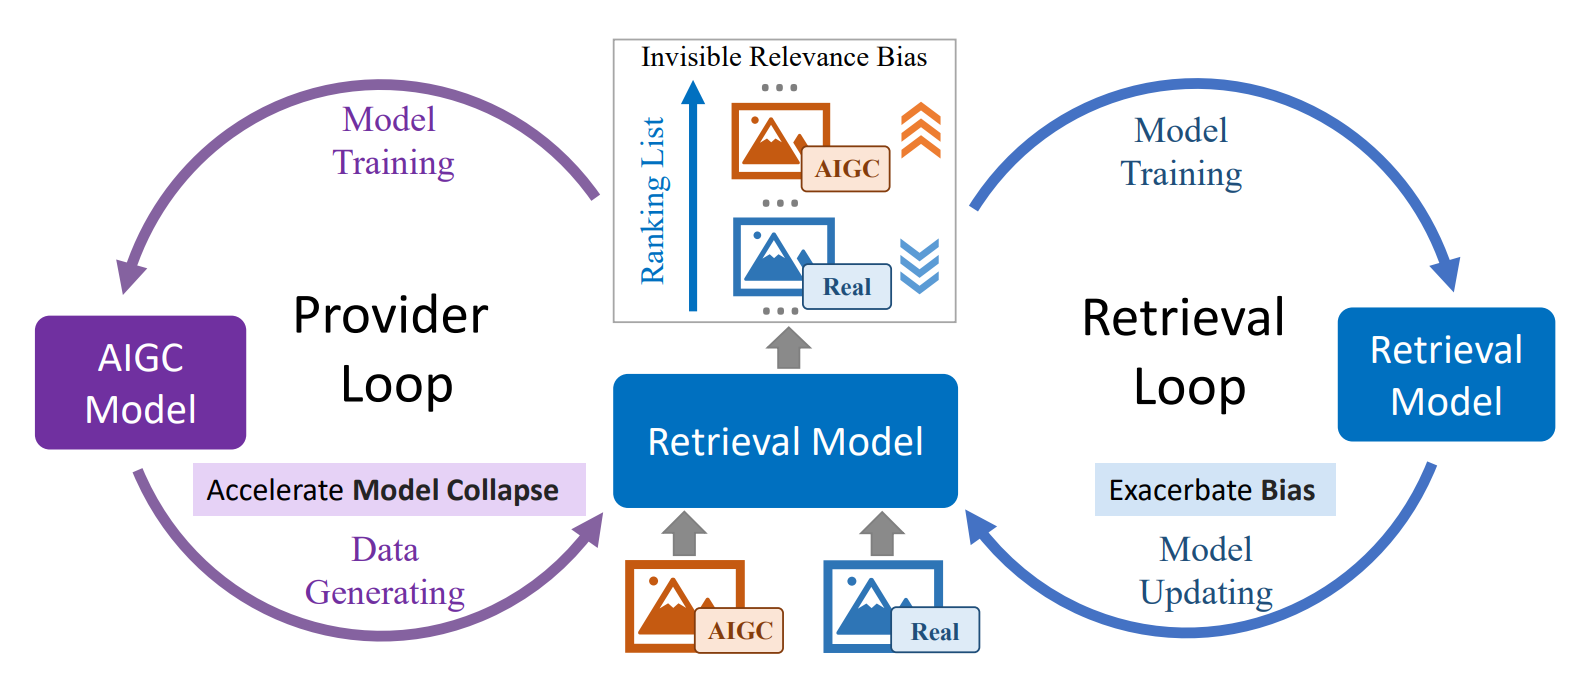 Invisible Relevance Bias
Ranking List
AIGC
Real
Model
Training
Provider
Loop
AIGC
Model
Accelerate Model Collapse
Data
Generating
Retrieval Model
AIGC
Real
Model
Training
Retrieval
Loop
Retrieval
Model
Exacerbate Bias
Model
Updating